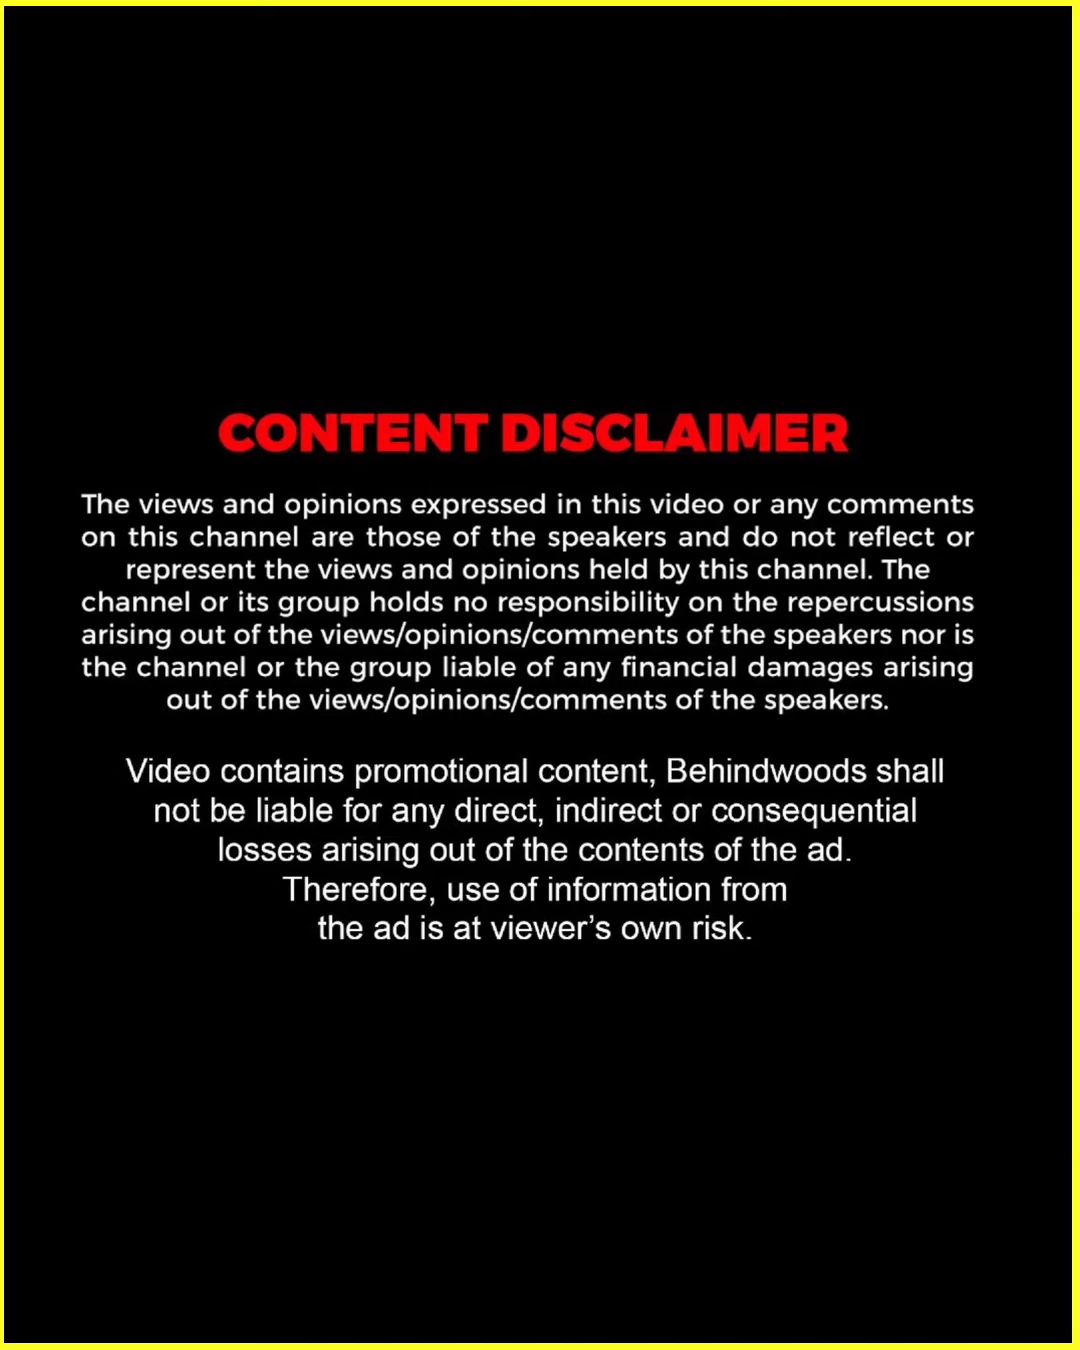 CONTENT DISCLAIMER
The views and opinions expressed in this video or any comments
on this channel are those of the speakers and do not reflect or
represent the views and opinions held by this channel. The
channel or its group holds no responsibility on the repercussions
arising out of the views/opinions/comments of the speakers nor is
the channel or the group liable of any financial damages arising
out of the views/opinions/comments of the speakers.
Video contains promotional content, Behindwoods shall
not be liable for any direct, indirect or consequential
losses arising out of the contents of the ad.
Therefore, use of information from
the ad is at viewer’s own risk.